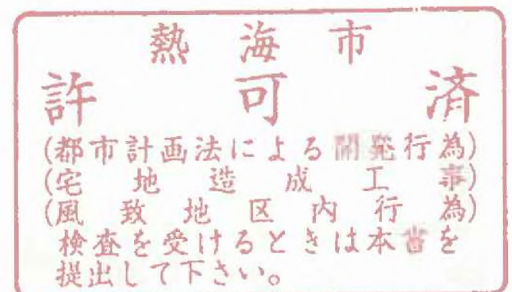 熱海市
許可済
(都市計画法による開発行為)
(宅地造成工事)
(風致地区内行為)
検査を受けるときは本書を
提出して下さい。